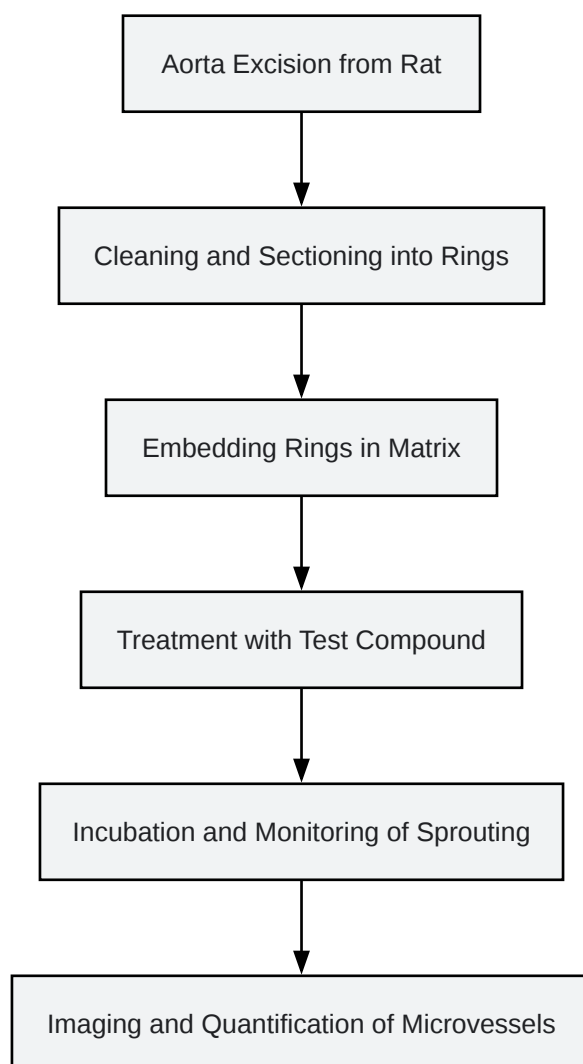 Aorta Excision from Rat
Cleaning and Sectioning into Rings
Embedding Rings in Matrix
Treatment with Test Compound
Incubation and Monitoring of Sprouting
Imaging and Quantification of Microvessels